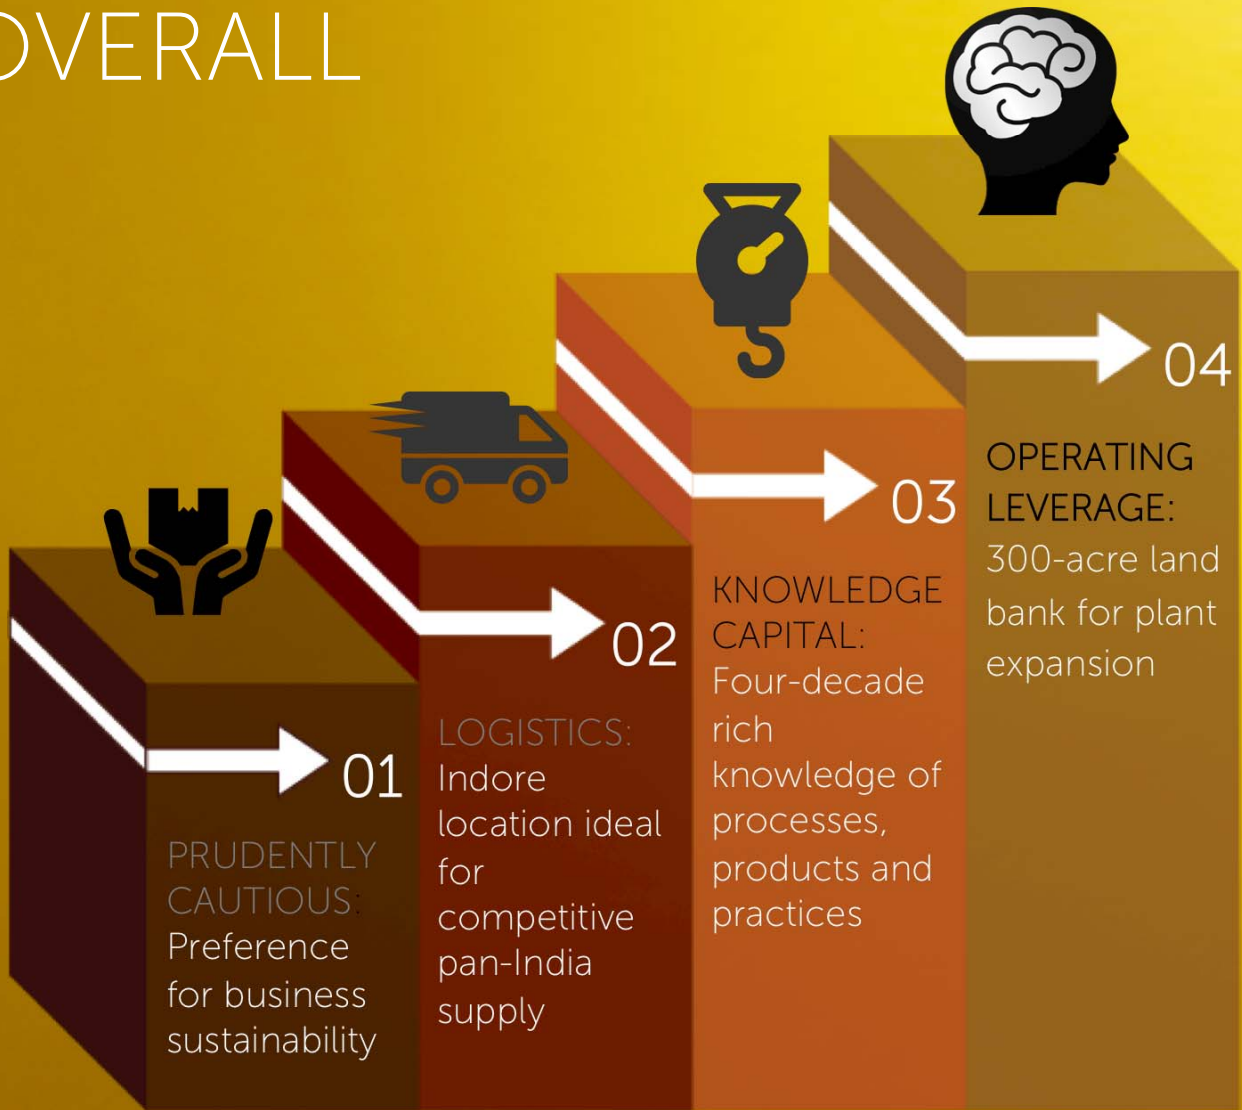 OVERALL
01
PRUDENTLY
CAUTIOUS:
Preference
for business
sustainability
02
LOGISTICS:
Indore
location ideal
for
competitive
pan-India
supply
03
KNOWLEDGE
CAPITAL:
Four-decade
rich
knowledge of
processes,
products and
practices
04
OPERATING
LEVERAGE:
300-acre land
bank for plant
expansion